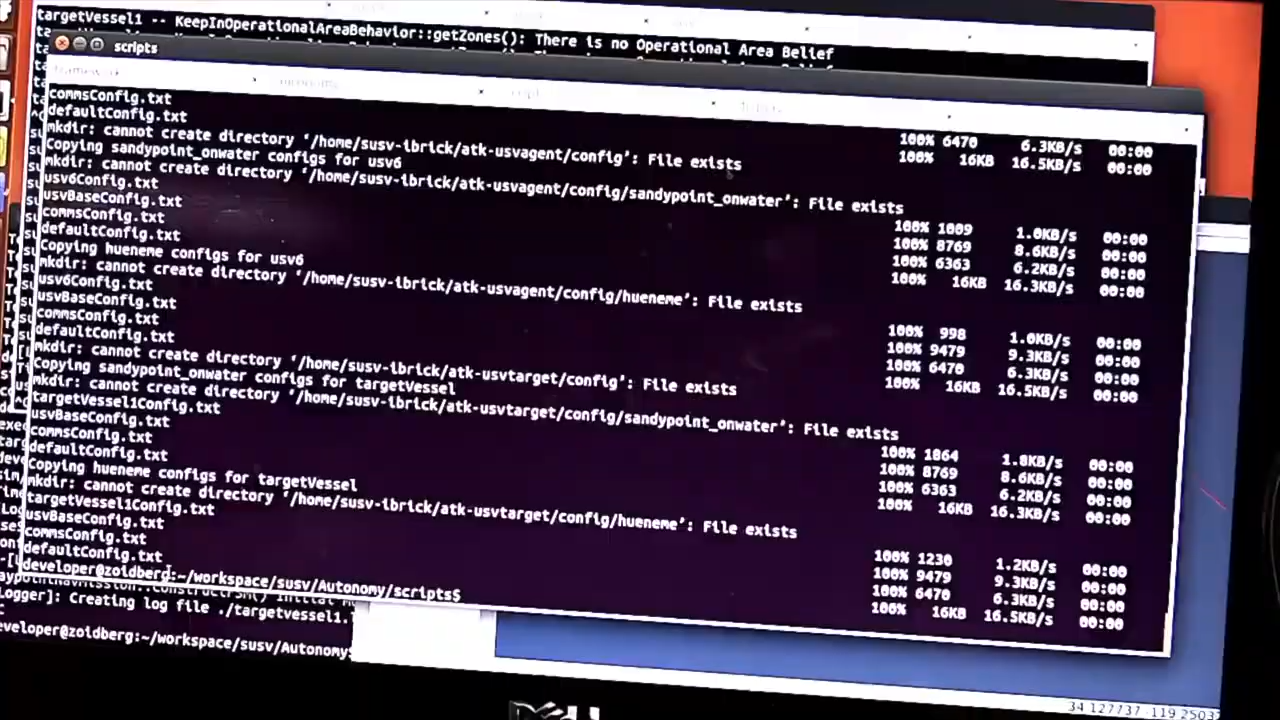 targetVessel1 -- KeepInOperationalAreaBehavior::getZones(): There is no Operational Area Belief
scripts
commsConfig.txt 100% 6470 6.3KB/s 00:00
defaultConfig.txt 100% 16KB 16.5KB/s 00:00
mkdir: cannot create directory ‘/home/susv-ibrick/atk-usvagent/config’: File exists
Copying sandypoint_onwater configs for usv6
mkdir: cannot create directory ‘/home/susv-ibrick/atk-usvagent/config/sandypoint_onwater’: File exists
usv6Config.txt 100% 1009 1.0KB/s 00:00
usvBaseConfig.txt 100% 8769 8.6KB/s 00:00
commsConfig.txt 100% 6363 6.2KB/s 00:00
defaultConfig.txt 100% 16KB 16.3KB/s 00:00
Copying hueneme configs for usv6
mkdir: cannot create directory ‘/home/susv-ibrick/atk-usvagent/config/hueneme’: File exists
usv6Config.txt 100% 998 1.0KB/s 00:00
usvBaseConfig.txt 100% 9479 9.3KB/s 00:00
commsConfig.txt 100% 6470 6.3KB/s 00:00
defaultConfig.txt 100% 16KB 16.5KB/s 00:00
mkdir: cannot create directory ‘/home/susv-ibrick/atk-usvtarget/config’: File exists
Copying sandypoint_onwater configs for targetVessel
mkdir: cannot create directory ‘/home/susv-ibrick/atk-usvtarget/config/sandypoint_onwater’: File exists
targetVessel1Config.txt 100% 1864 1.8KB/s 00:00
usvBaseConfig.txt 100% 8769 8.6KB/s 00:00
commsConfig.txt 100% 6363 6.2KB/s 00:00
defaultConfig.txt 100% 16KB 16.3KB/s 00:00
Copying hueneme configs for targetVessel
mkdir: cannot create directory ‘/home/susv-ibrick/atk-usvtarget/config/hueneme’: File exists
targetVessel1Config.txt 100% 1230 1.2KB/s 00:00
usvBaseConfig.txt 100% 9479 9.3KB/s 00:00
commsConfig.txt 100% 6470 6.3KB/s 00:00
defaultConfig.txt 100% 16KB 16.5KB/s 00:00
developer@zoidberg:~/workspace/susv/Autonomy/scripts$
Logger]: Creating log file ./targetvessel1.
eveloper@zoidberg:~/workspace/susv/Autonomy$
34.127737 -119.2503